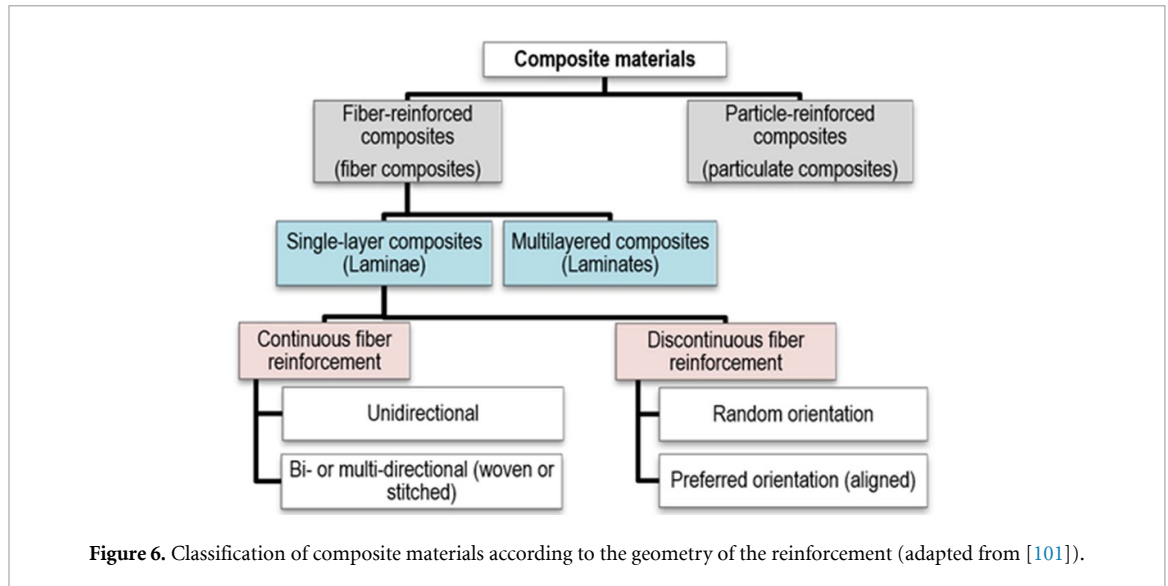 Composite materials
Fiber-reinforced
composites
(fiber composites)
Particle-reinforced
composites
(particulate composites)
Single-layer composites
(Laminae)
Multilayered composites
(Laminates)
Continuous fiber
reinforcement
Discontinuous fiber
reinforcement
Unidirectional
Random orientation
Bi- or multi-directional (woven or
stitched)
Preferred orientation (aligned)
Figure 6. Classification of composite materials according to the geometry of the reinforcement (adapted from [101]).